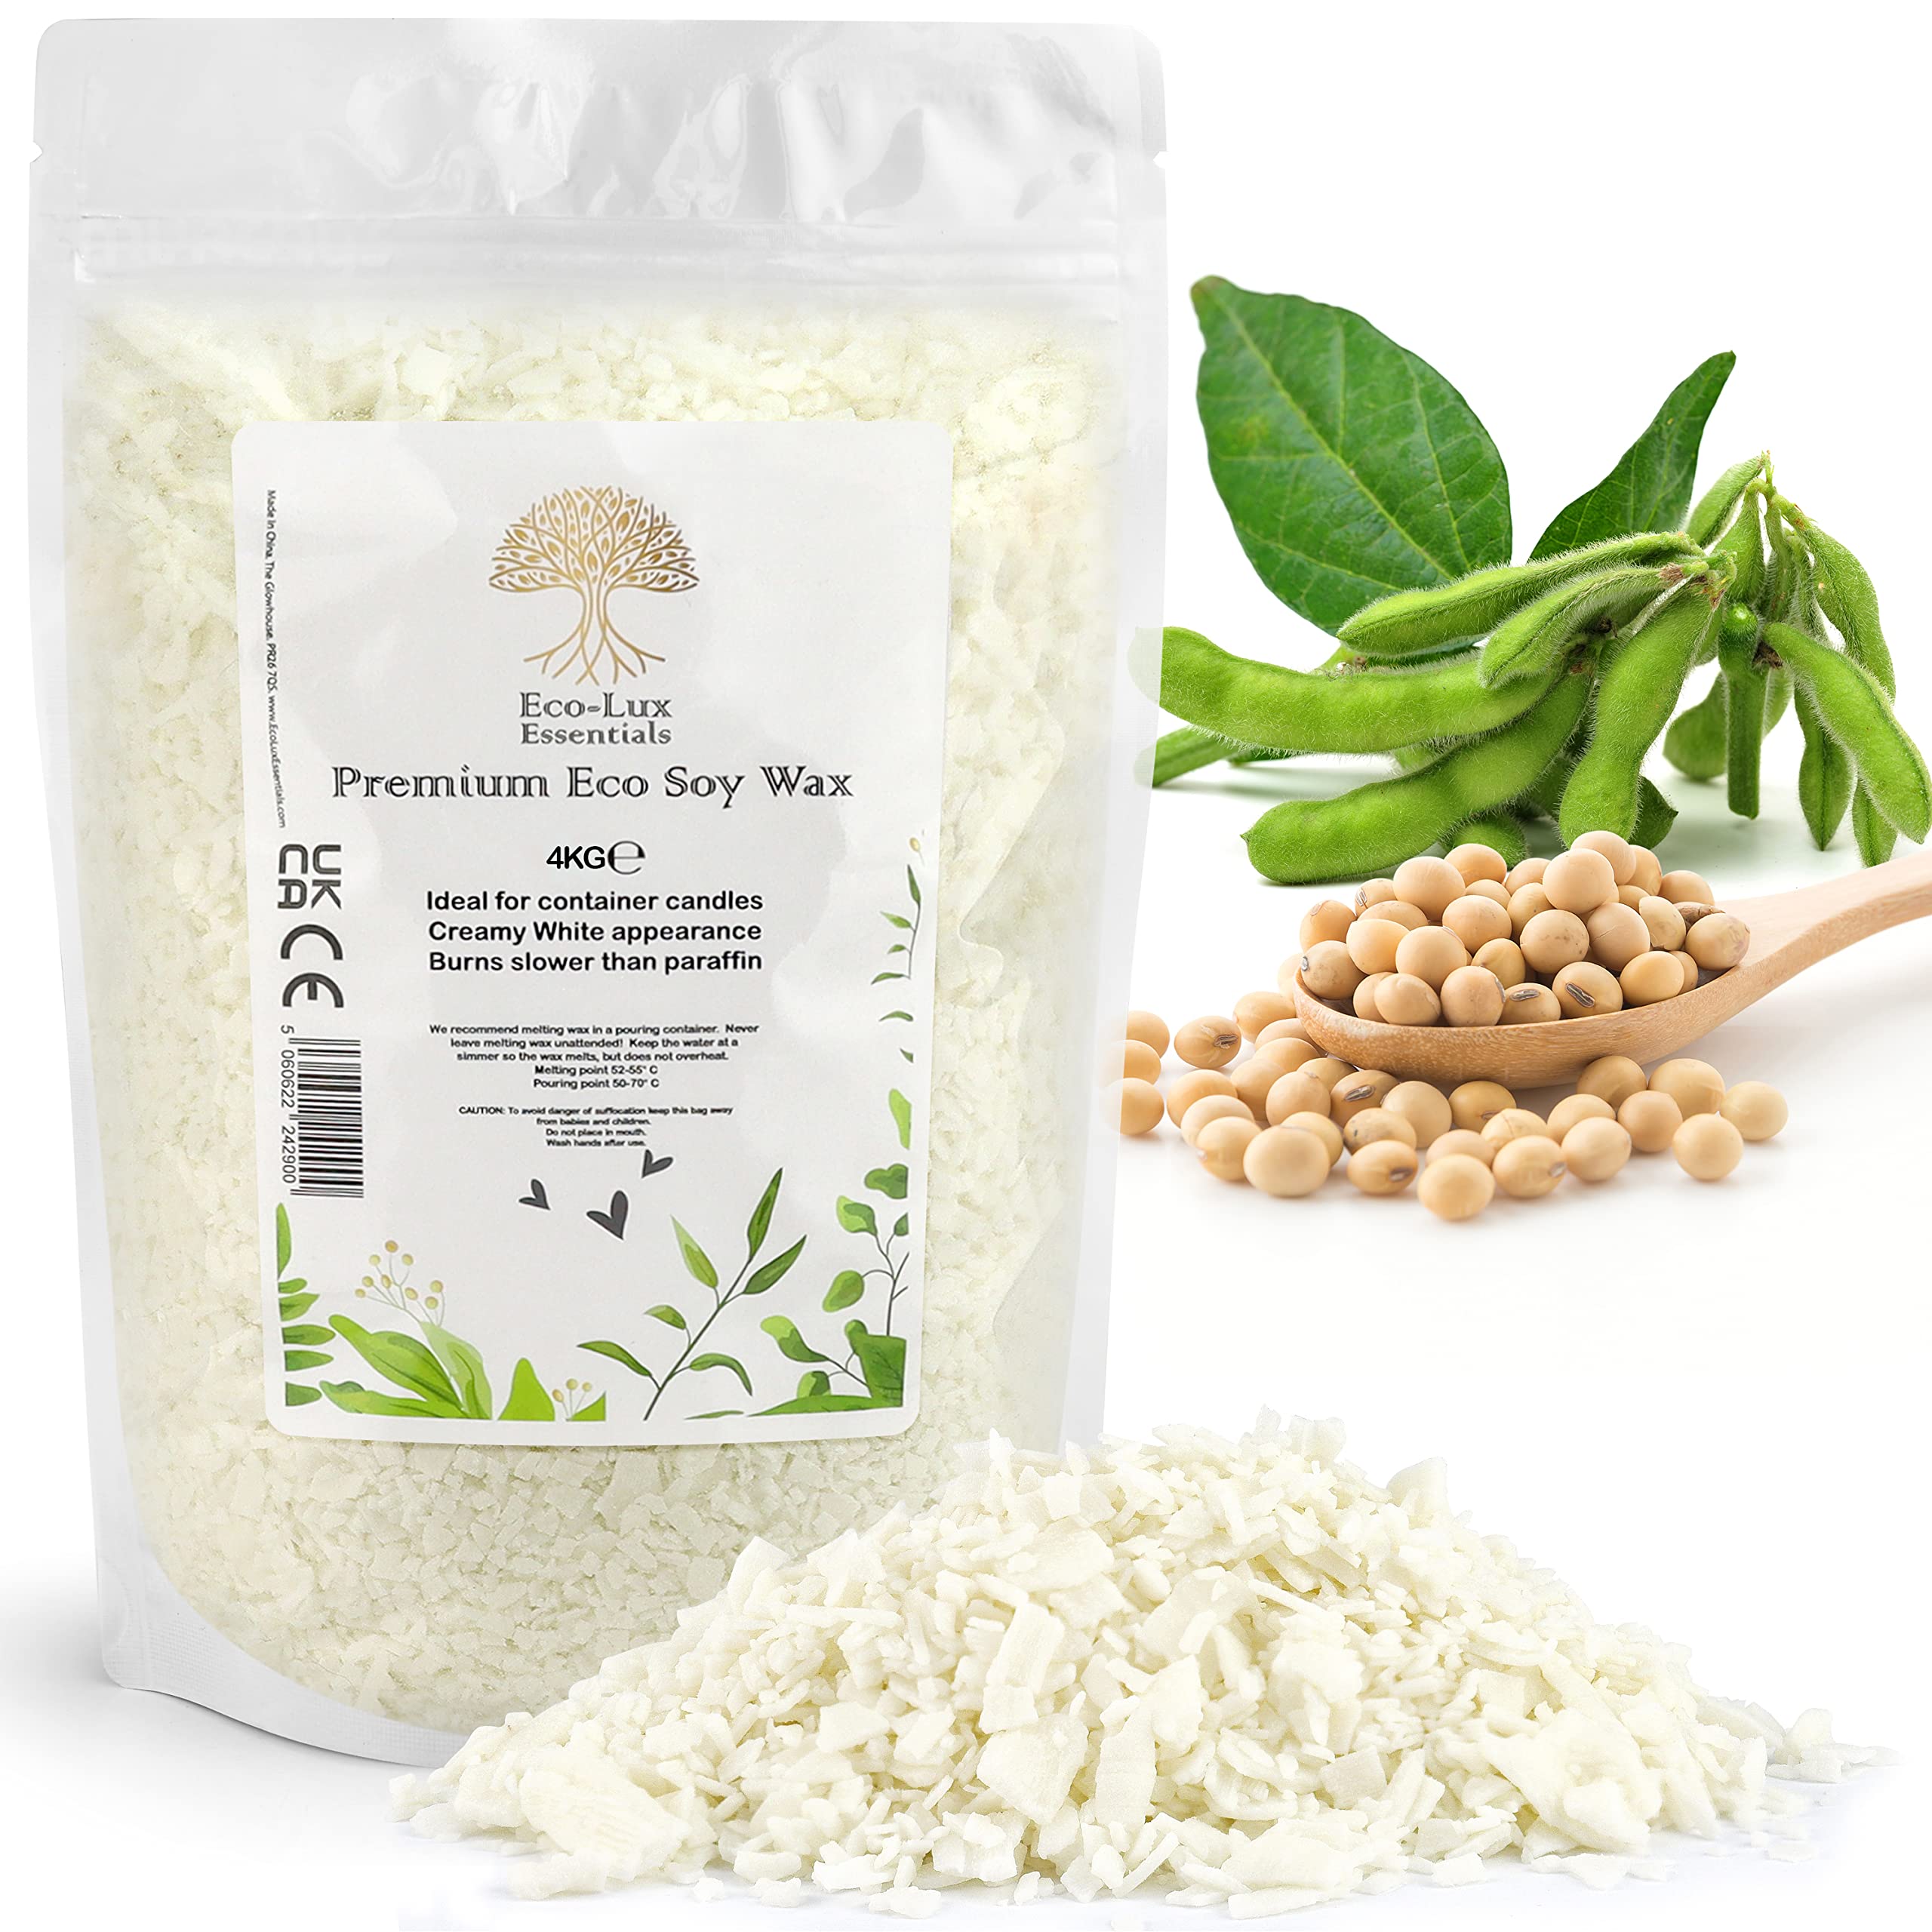 Eco-Lux
Essentials
Premium Eco Soy Wax
4KG℮
Ideal for container candles
Creamy White appearance
Burns slower than paraffin
We recommend melting wax in a pouring container. Never
leave melting wax unattended! Keep the water at a
simmer so the wax melts, but does not overheat.
Melting point 52-55° C
Pouring point 50-70° C
CAUTION: To avoid danger of suffocation keep this bag away
from babies and children.
Do not place in mouth.
Wash hands after use.
Made in China. The Glowhouse. PR26 7QS. www.EcoLuxEssentials.com
UK
CA
CE
5 060622 242900